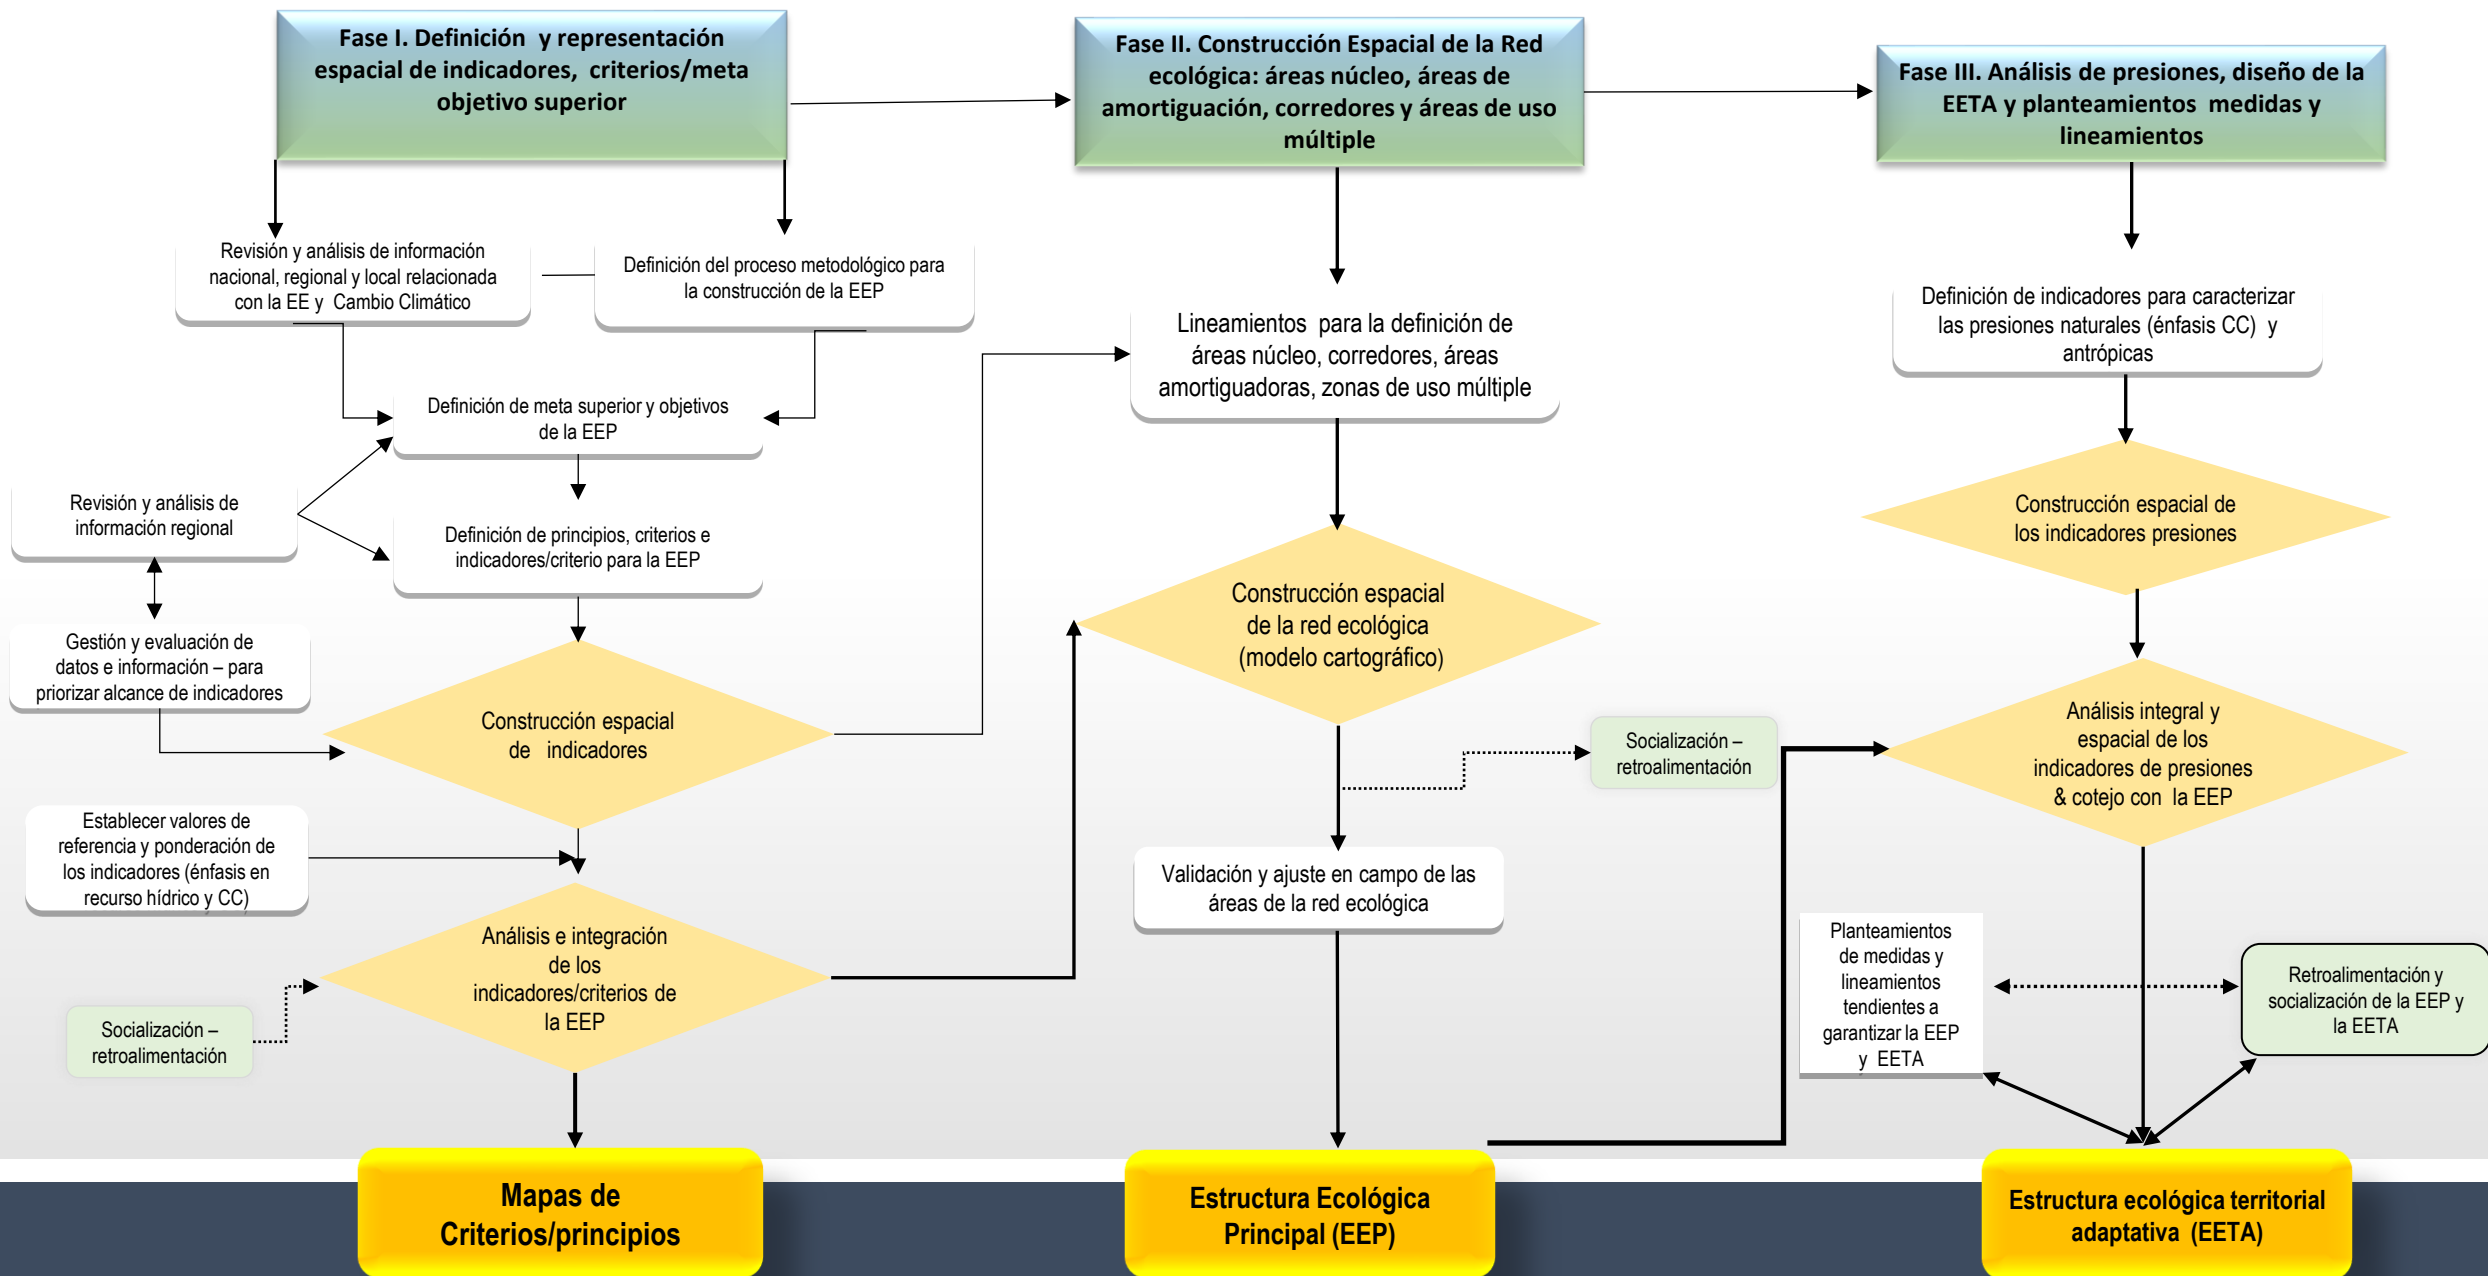 Fase I. Definición y representación
espacial de indicadores, criterios/meta
objetivo superior
Fase II. Construcción Espacial de la Red
ecológica: áreas núcleo, áreas de
amortiguación, corredores y áreas de uso
múltiple
Fase III. Análisis de presiones, diseño de la
EETA y planteamientos medidas y
lineamientos
Revisión y análisis de información
nacional, regional y local relacionada
con la EE y Cambio Climático
Definición del proceso metodológico para
la construcción de la EEP
Definición de meta superior y objetivos
de la EEP
Revisión y análisis de
información regional
Definición de principios, criterios e
indicadores/criterio para la EEP
Gestión y evaluación de
datos e información – para
priorizar alcance de indicadores
Construcción espacial
de indicadores
Establecer valores de
referencia y ponderación de
los indicadores (énfasis en
recurso hídrico y CC)
Análisis e integración
de los
indicadores/criterios de
la EEP
Socialización –
retroalimentación
Mapas de
Criterios/principios
Lineamientos para la definición de
áreas núcleo, corredores, áreas
amortiguadoras, zonas de uso múltiple
Construcción espacial
de la red ecológica
(modelo cartográfico)
Socialización –
retroalimentación
Validación y ajuste en campo de las
áreas de la red ecológica
Estructura Ecológica
Principal (EEP)
Definición de indicadores para caracterizar
las presiones naturales (énfasis CC) y
antrópicas
Construcción espacial de
los indicadores presiones
Análisis integral y
espacial de los
indicadores de presiones
& cotejo con la EEP
Planteamientos
de medidas y
lineamientos
tendientes a
garantizar la EEP
y EETA
Retroalimentación y
socialización de la EEP y
la EETA
Estructura ecológica territorial
adaptativa (EETA)